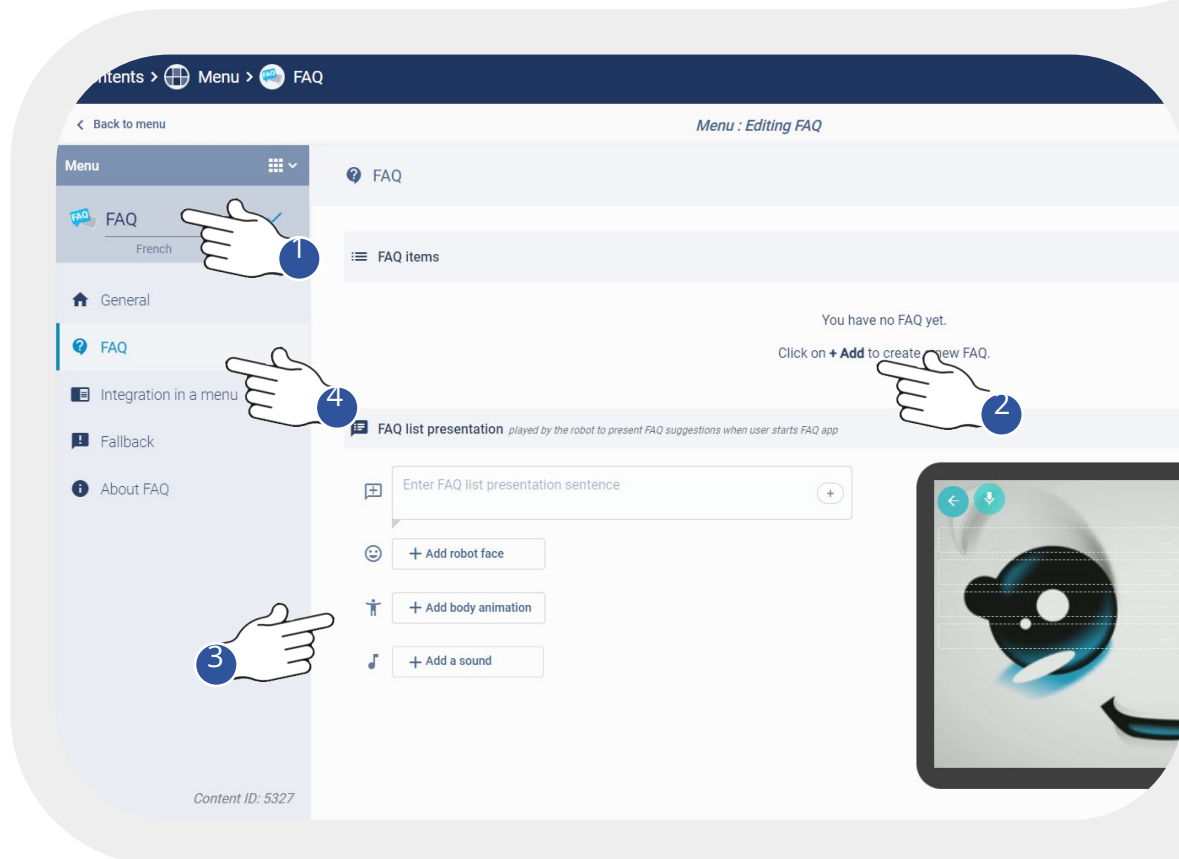 ntents > Menu > FAQ FAQ
Back to menu
Menu : Editing FAQ
Menu
FAQ
FAQ FAQ
French
1
FAQ items
General
You have no FAQ yet.
FAQ
Click on + Add to create new FAQ.
Integration in a menu
4
2
FAQ list presentation played by the robot to present FAQ suggestions when user starts FAQ app
Fallback
About FAQ
Enter FAQ list presentation sentence
+ Add robot face
+ Add body animation
3
+ Add a sound
Content ID: 5327